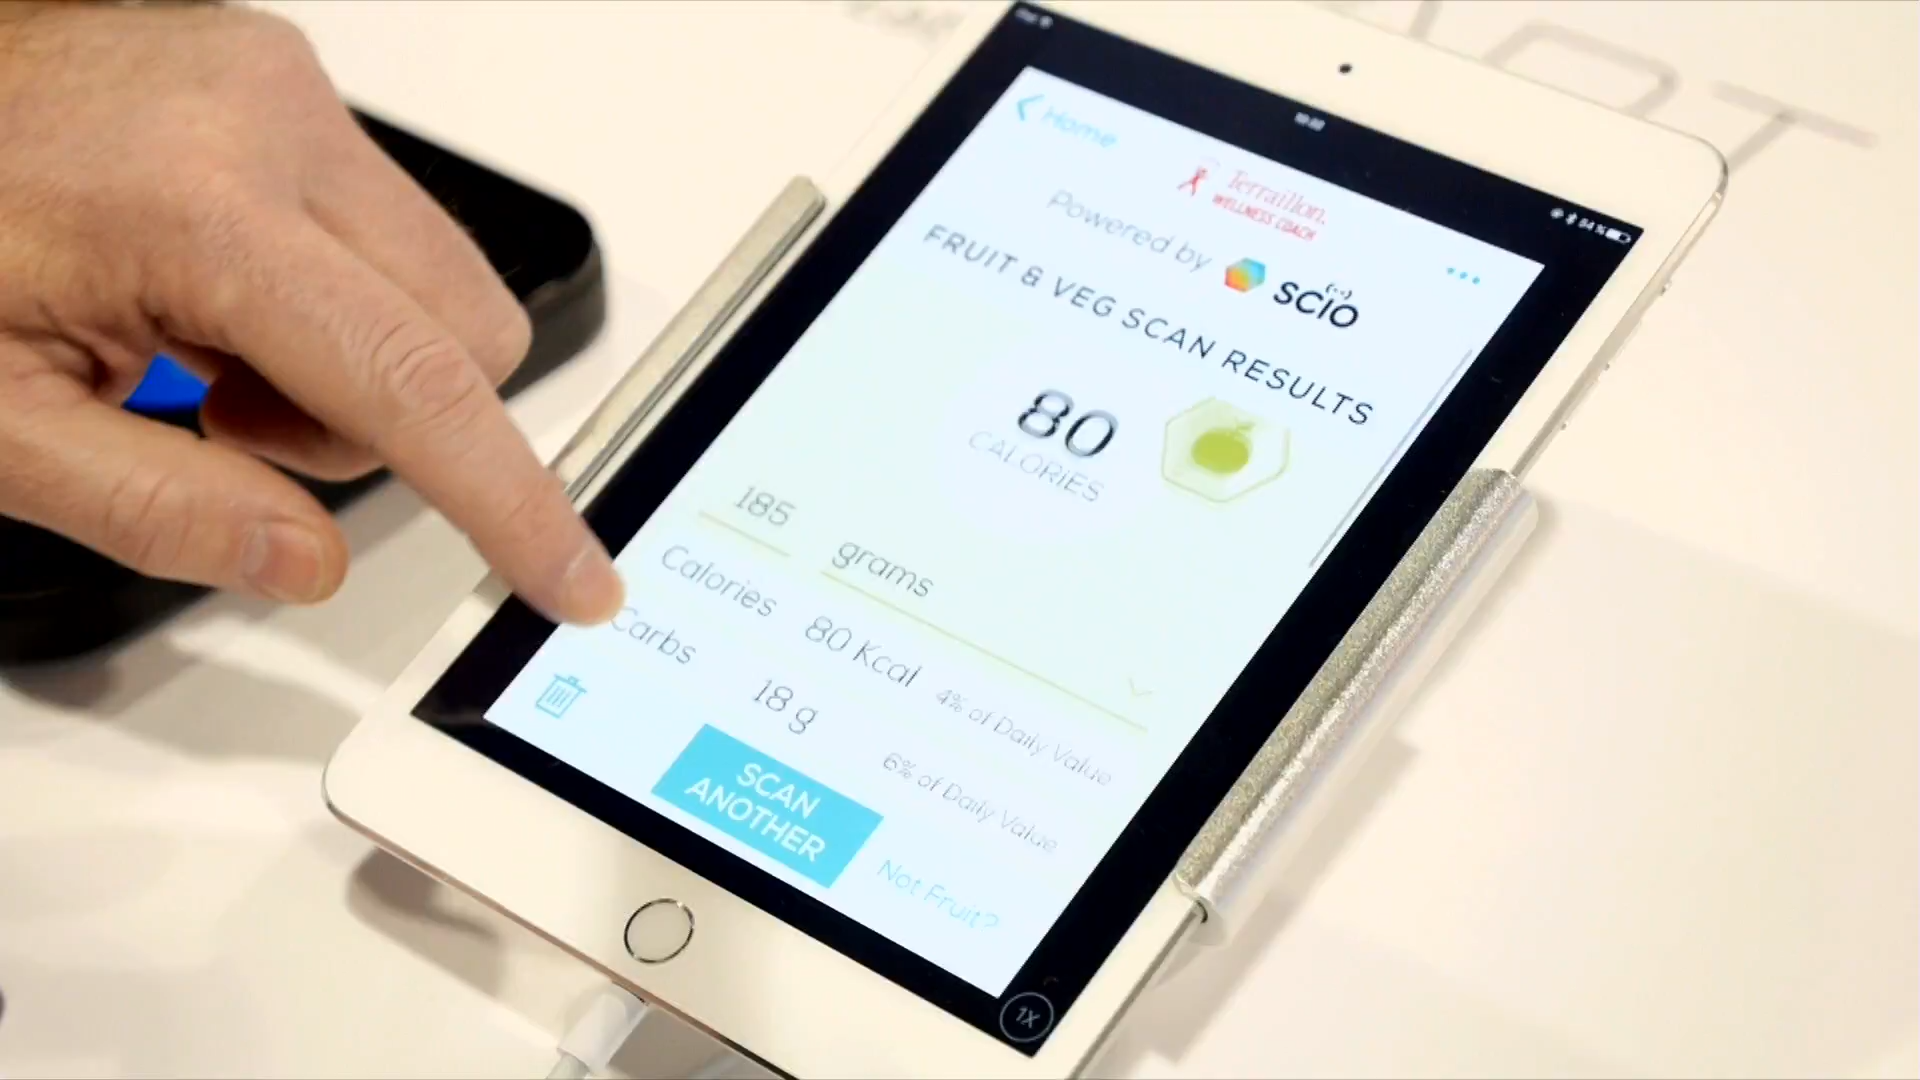 Home
Terraillon.
WELLNESS COACH
Powered by SCiO
FRUIT & VEG SCAN RESULTS
80
CALORIES
185 grams
Calories 80 Kcal 4% of Daily Value
Carbs 18 g 6% of Daily Value
SCAN
ANOTHER
Not Fruit?
1X